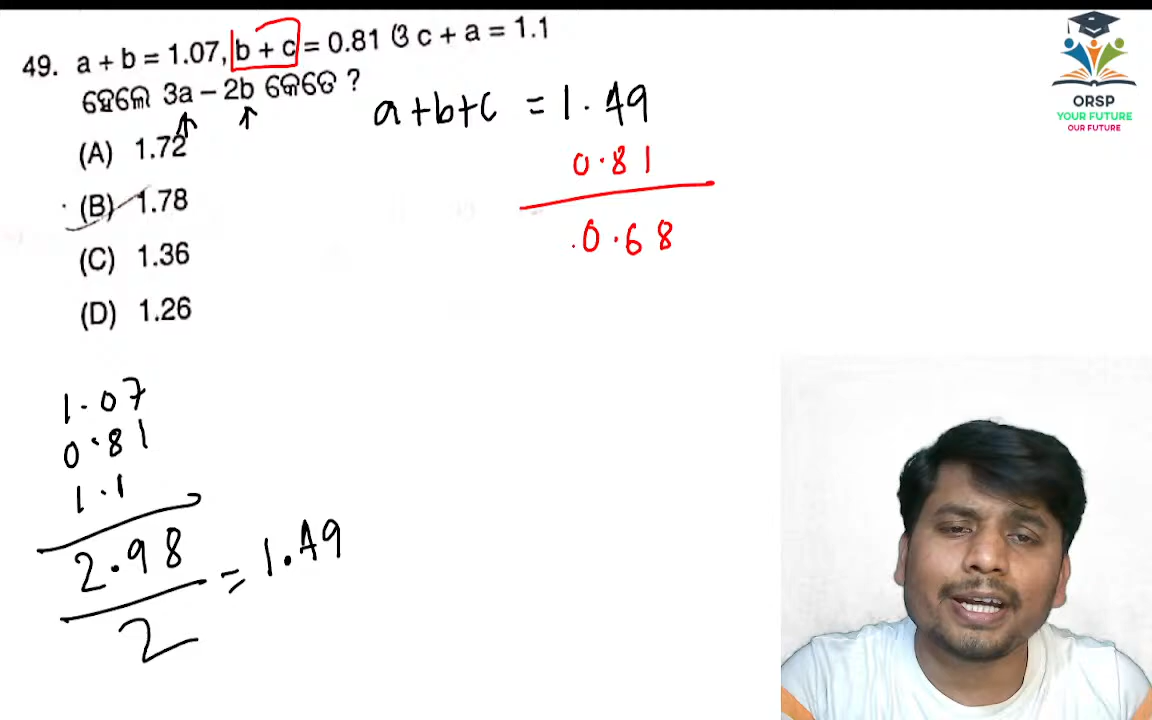 49. a + b = 1.07, b + c = 0.81 ଓ c + a = 1.1
ହେଲେ 3a – 2b କେତେ ?
(A) 1.72
(B) 1.78
(C) 1.36
(D) 1.26
a+b+c = 1.49
0.81
0.68
1.07
0.81
1.1
2.98
2
= 1.49
ORSP
YOUR FUTURE
OUR FUTURE